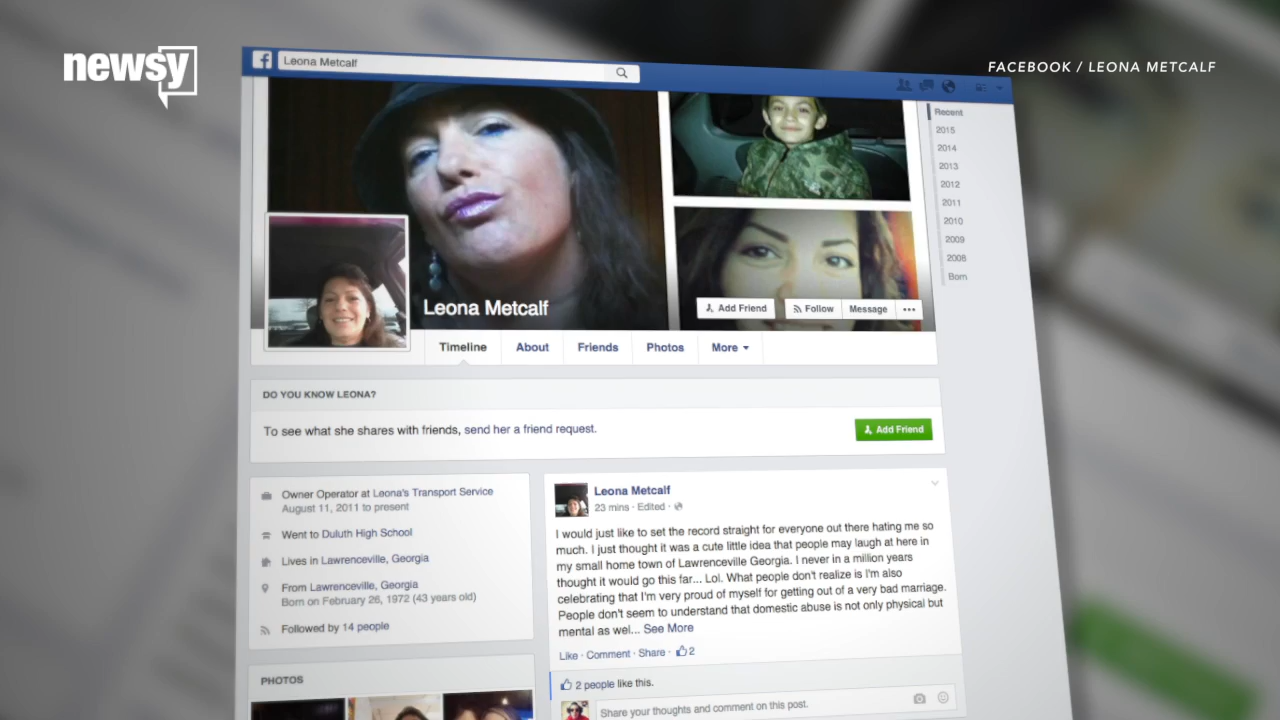 newsy
FACEBOOK / LEONA METCALF
f
Leona Metcalf
Recent
2015
2014
2013
2012
2011
2010
2009
2008
Born
Leona Metcalf
Add Friend
Follow
Message
•••
Timeline
About
Friends
Photos
More
DO YOU KNOW LEONA?
To see what she shares with friends, send her a friend request.
Add Friend
Owner Operator at Leona's Transport Service
August 11, 2011 to present
Went to Duluth High School
Lives in Lawrenceville, Georgia
From Lawrenceville, Georgia
Born on February 26, 1972 (43 years old)
Followed by 14 people
PHOTOS
Leona Metcalf
23 mins · Edited ·
I would just like to set the record straight for everyone out there hating me so
much. I just thought it was a cute little idea that people may laugh at here in
my small home town of Lawrenceville Georgia. I never in a million years
thought it would go this far... Lol. What people don't realize is I'm also
celebrating that I'm very proud of myself for getting out of a very bad marriage.
People don't seem to understand that domestic abuse is not only physical but
mental as wel... See More
Like · Comment · Share · 2
2 people like this.
Share your thoughts and comment on this post.